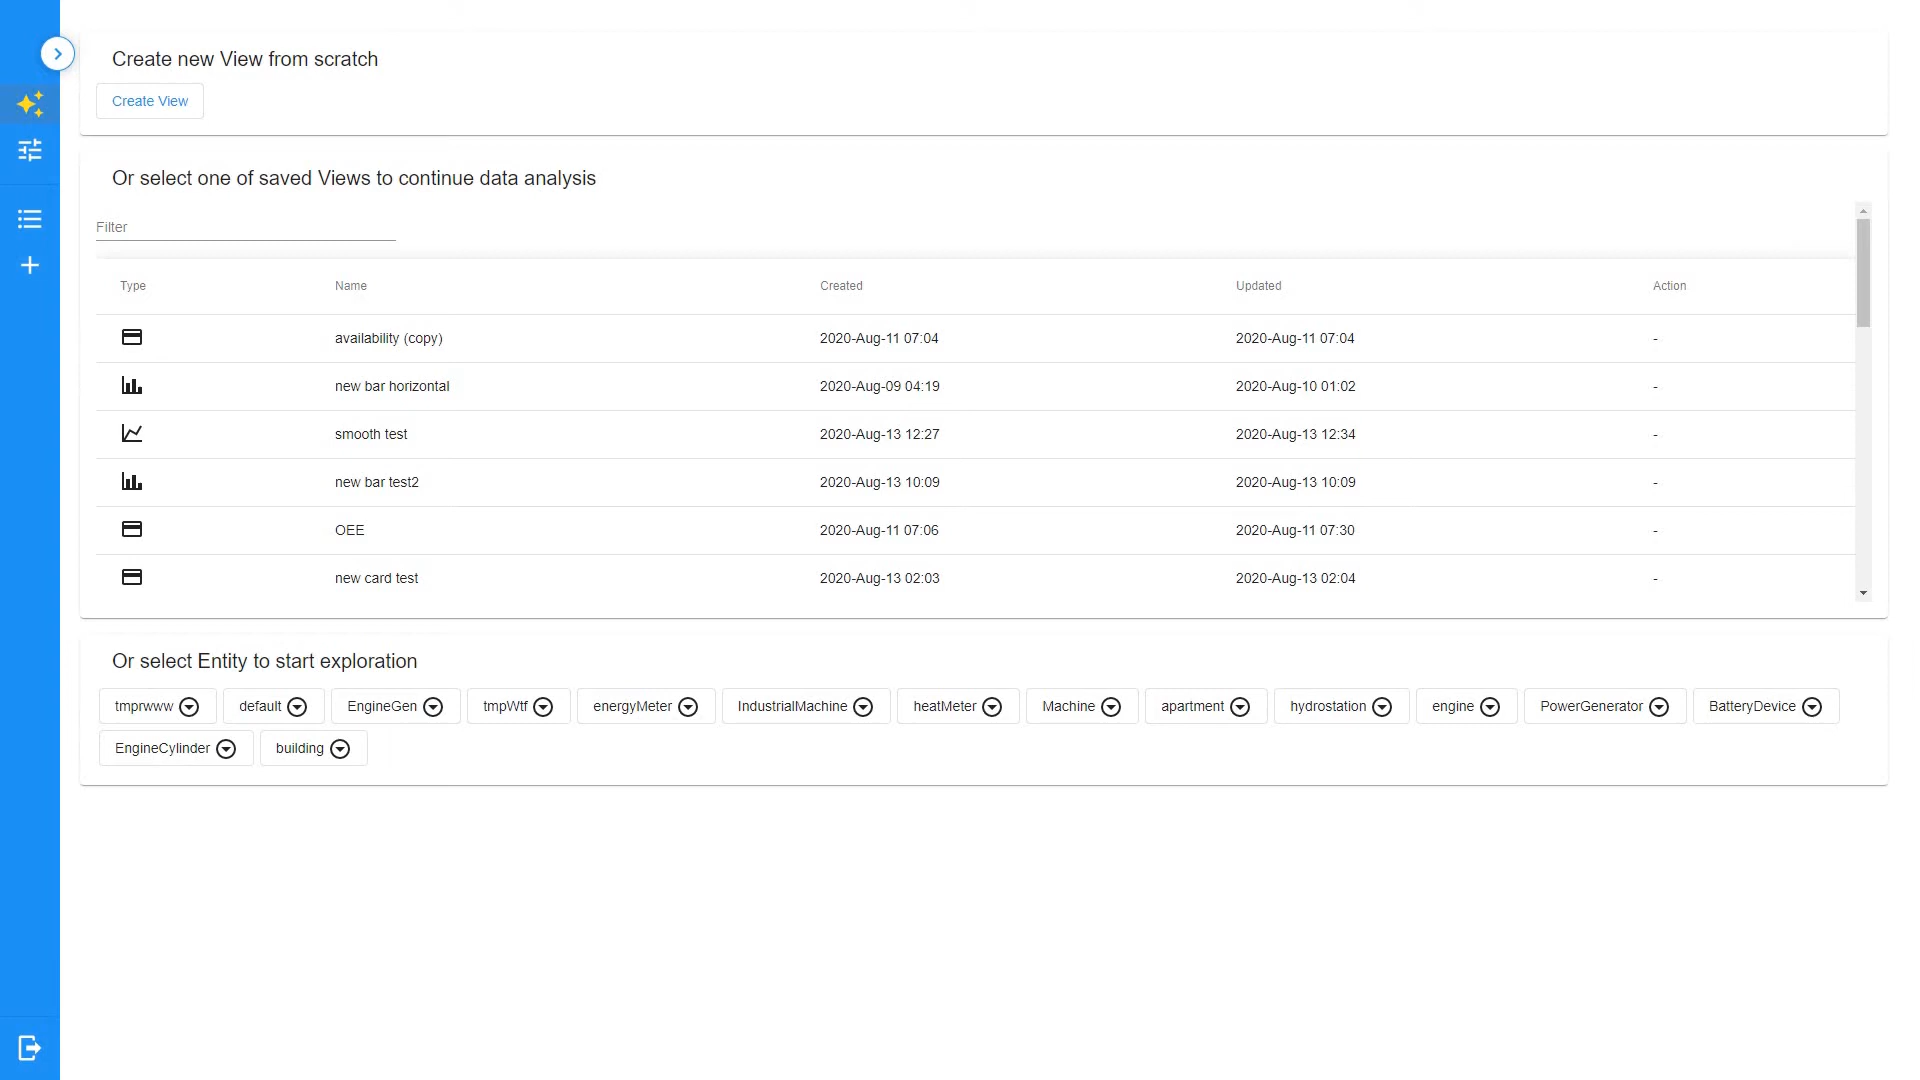 Create new View from scratch
Create View
Or select one of saved Views to continue data analysis
Filter
Type Name Created Updated Action
availability (copy) 2020-Aug-11 07:04 2020-Aug-11 07:04 -
new bar horizontal 2020-Aug-09 04:19 2020-Aug-10 01:02 -
smooth test 2020-Aug-13 12:27 2020-Aug-13 12:34 -
new bar test2 2020-Aug-13 10:09 2020-Aug-13 10:09 -
OEE 2020-Aug-11 07:06 2020-Aug-11 07:30 -
new card test 2020-Aug-13 02:03 2020-Aug-13 02:04 -
Or select Entity to start exploration
tmprwww default EngineGen tmpWtf energyMeter IndustrialMachine heatMeter Machine apartment hydrostation engine PowerGenerator BatteryDevice
EngineCylinder building